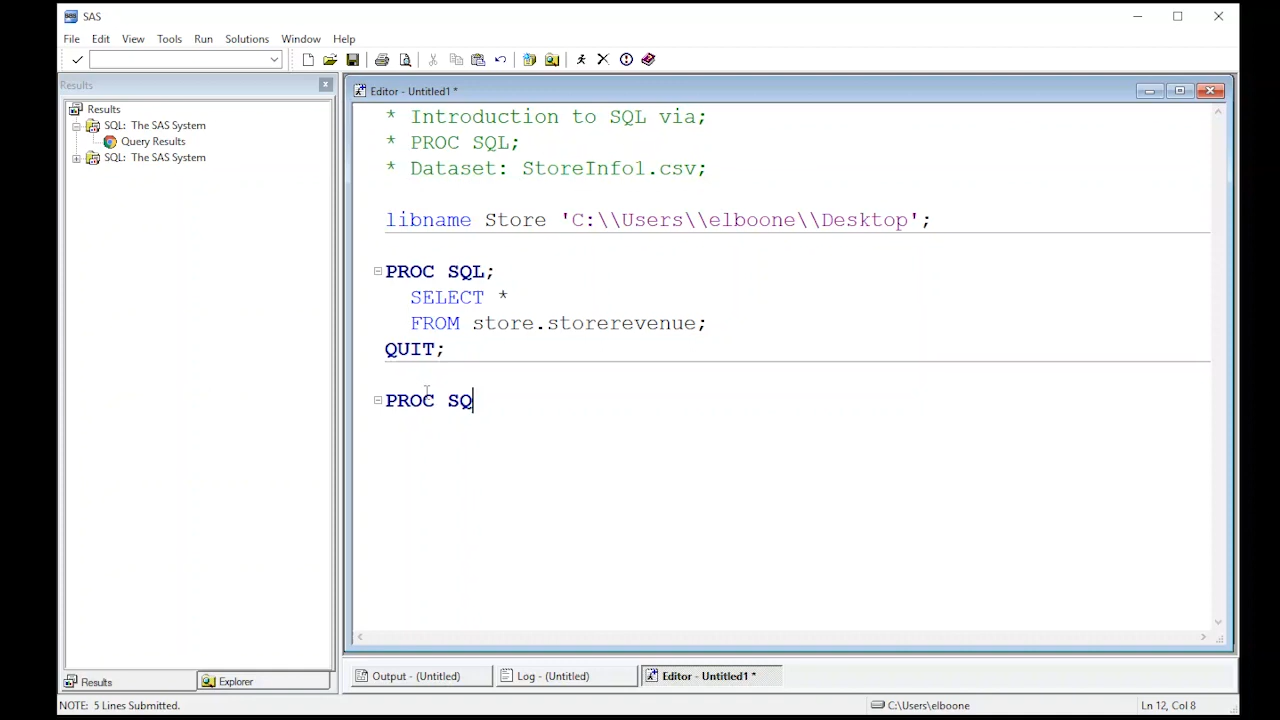 SAS
File Edit View Tools Run Solutions Window Help
Results
Results
SQL: The SAS System
Query Results
SQL: The SAS System
Editor - Untitled1 *
* Introduction to SQL via;
* PROC SQL;
* Dataset: StoreInfo1.csv;
libname Store 'C:\\Users\\elboone\\Desktop';
PROC SQL;
SELECT *
FROM store.storerevenue;
QUIT;
PROC SQ
Results
Explorer
Output - (Untitled)
Log - (Untitled)
Editor - Untitled1 *
NOTE: 5 Lines Submitted.
C:\Users\elboone
Ln 12, Col 8